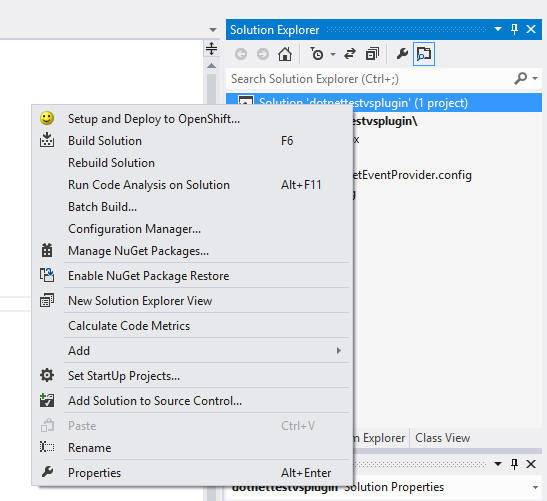 Solution Explorer
Search Solution Explorer (Ctrl+;)
Solution 'dotnettestvsplugin' (1 project)
ttestvsplugin\
x
etEventProvider.config
g
Setup and Deploy to OpenShift...
Build Solution F6
Rebuild Solution
Run Code Analysis on Solution Alt+F11
Batch Build...
Configuration Manager...
Manage NuGet Packages...
Enable NuGet Package Restore
New Solution Explorer View
Calculate Code Metrics
Add
Set StartUp Projects...
Add Solution to Source Control...
Paste Ctrl+V
Rename
Properties Alt+Enter
m Explorer Class View
dotnettestvsplugin Solution Properties